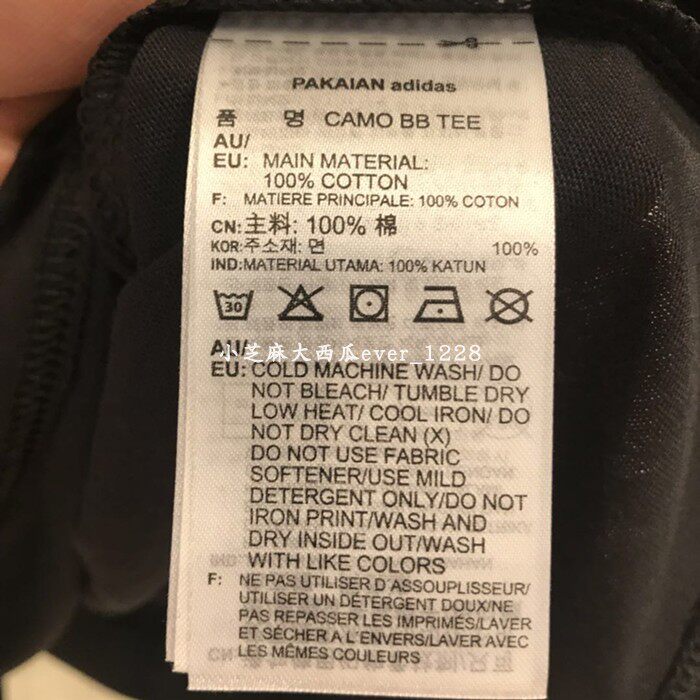 PAKAIAN adidas
품 명 CAMO BB TEE
AU/
EU: MAIN MATERIAL:
100% COTTON
F: MATIERE PRINCIPALE: 100% COTON
CN:主料: 100% 棉
KOR:주소재: 면 100%
IND:MATERIAL UTAMA: 100% KATUN
30
小芝麻大西瓜ever_1228
AU/
EU: COLD MACHINE WASH/ DO
NOT BLEACH/ TUMBLE DRY
LOW HEAT/ COOL IRON/ DO
NOT DRY CLEAN (X)
DO NOT USE FABRIC
SOFTENER/USE MILD
DETERGENT ONLY/DO NOT
IRON PRINT/WASH AND
DRY INSIDE OUT/WASH
WITH LIKE COLORS
F: NE PAS UTILISER D'ASSOUPLISSEUR/
UTILISER UN DÉTERGENT DOUX/NE
PAS REPASSER LES IMPRIMÉS/LAVER
ET SÉCHER A L'ENVERS/LAVER AVEC
LES MÊMES COULEURS
CN: